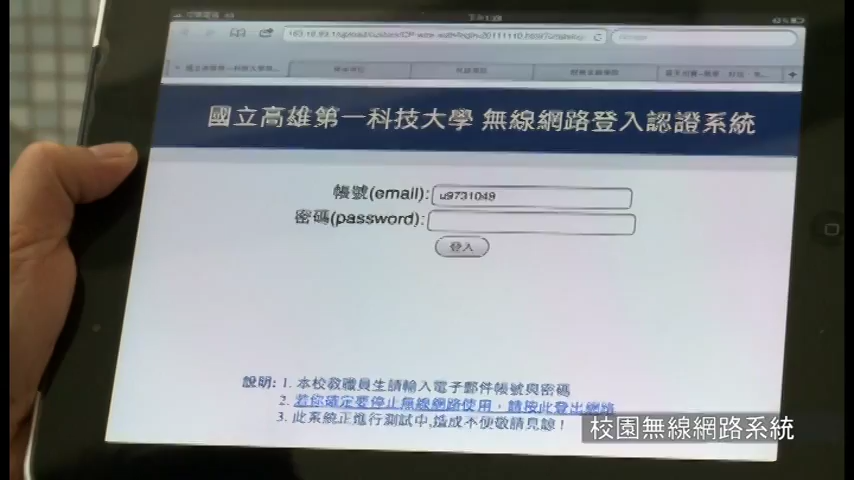 國立高雄第一科技大學 無線網路登入認證系統
帳號(email): u9731049
密碼(password):
登入
說明: 1. 本校教職員生請輸入電子郵件帳號與密碼
2. 若你確定要停止無線網路使用，請按此登出網路
3. 此系統正進行測試中,造成不便敬請見諒！
校園無線網路系統